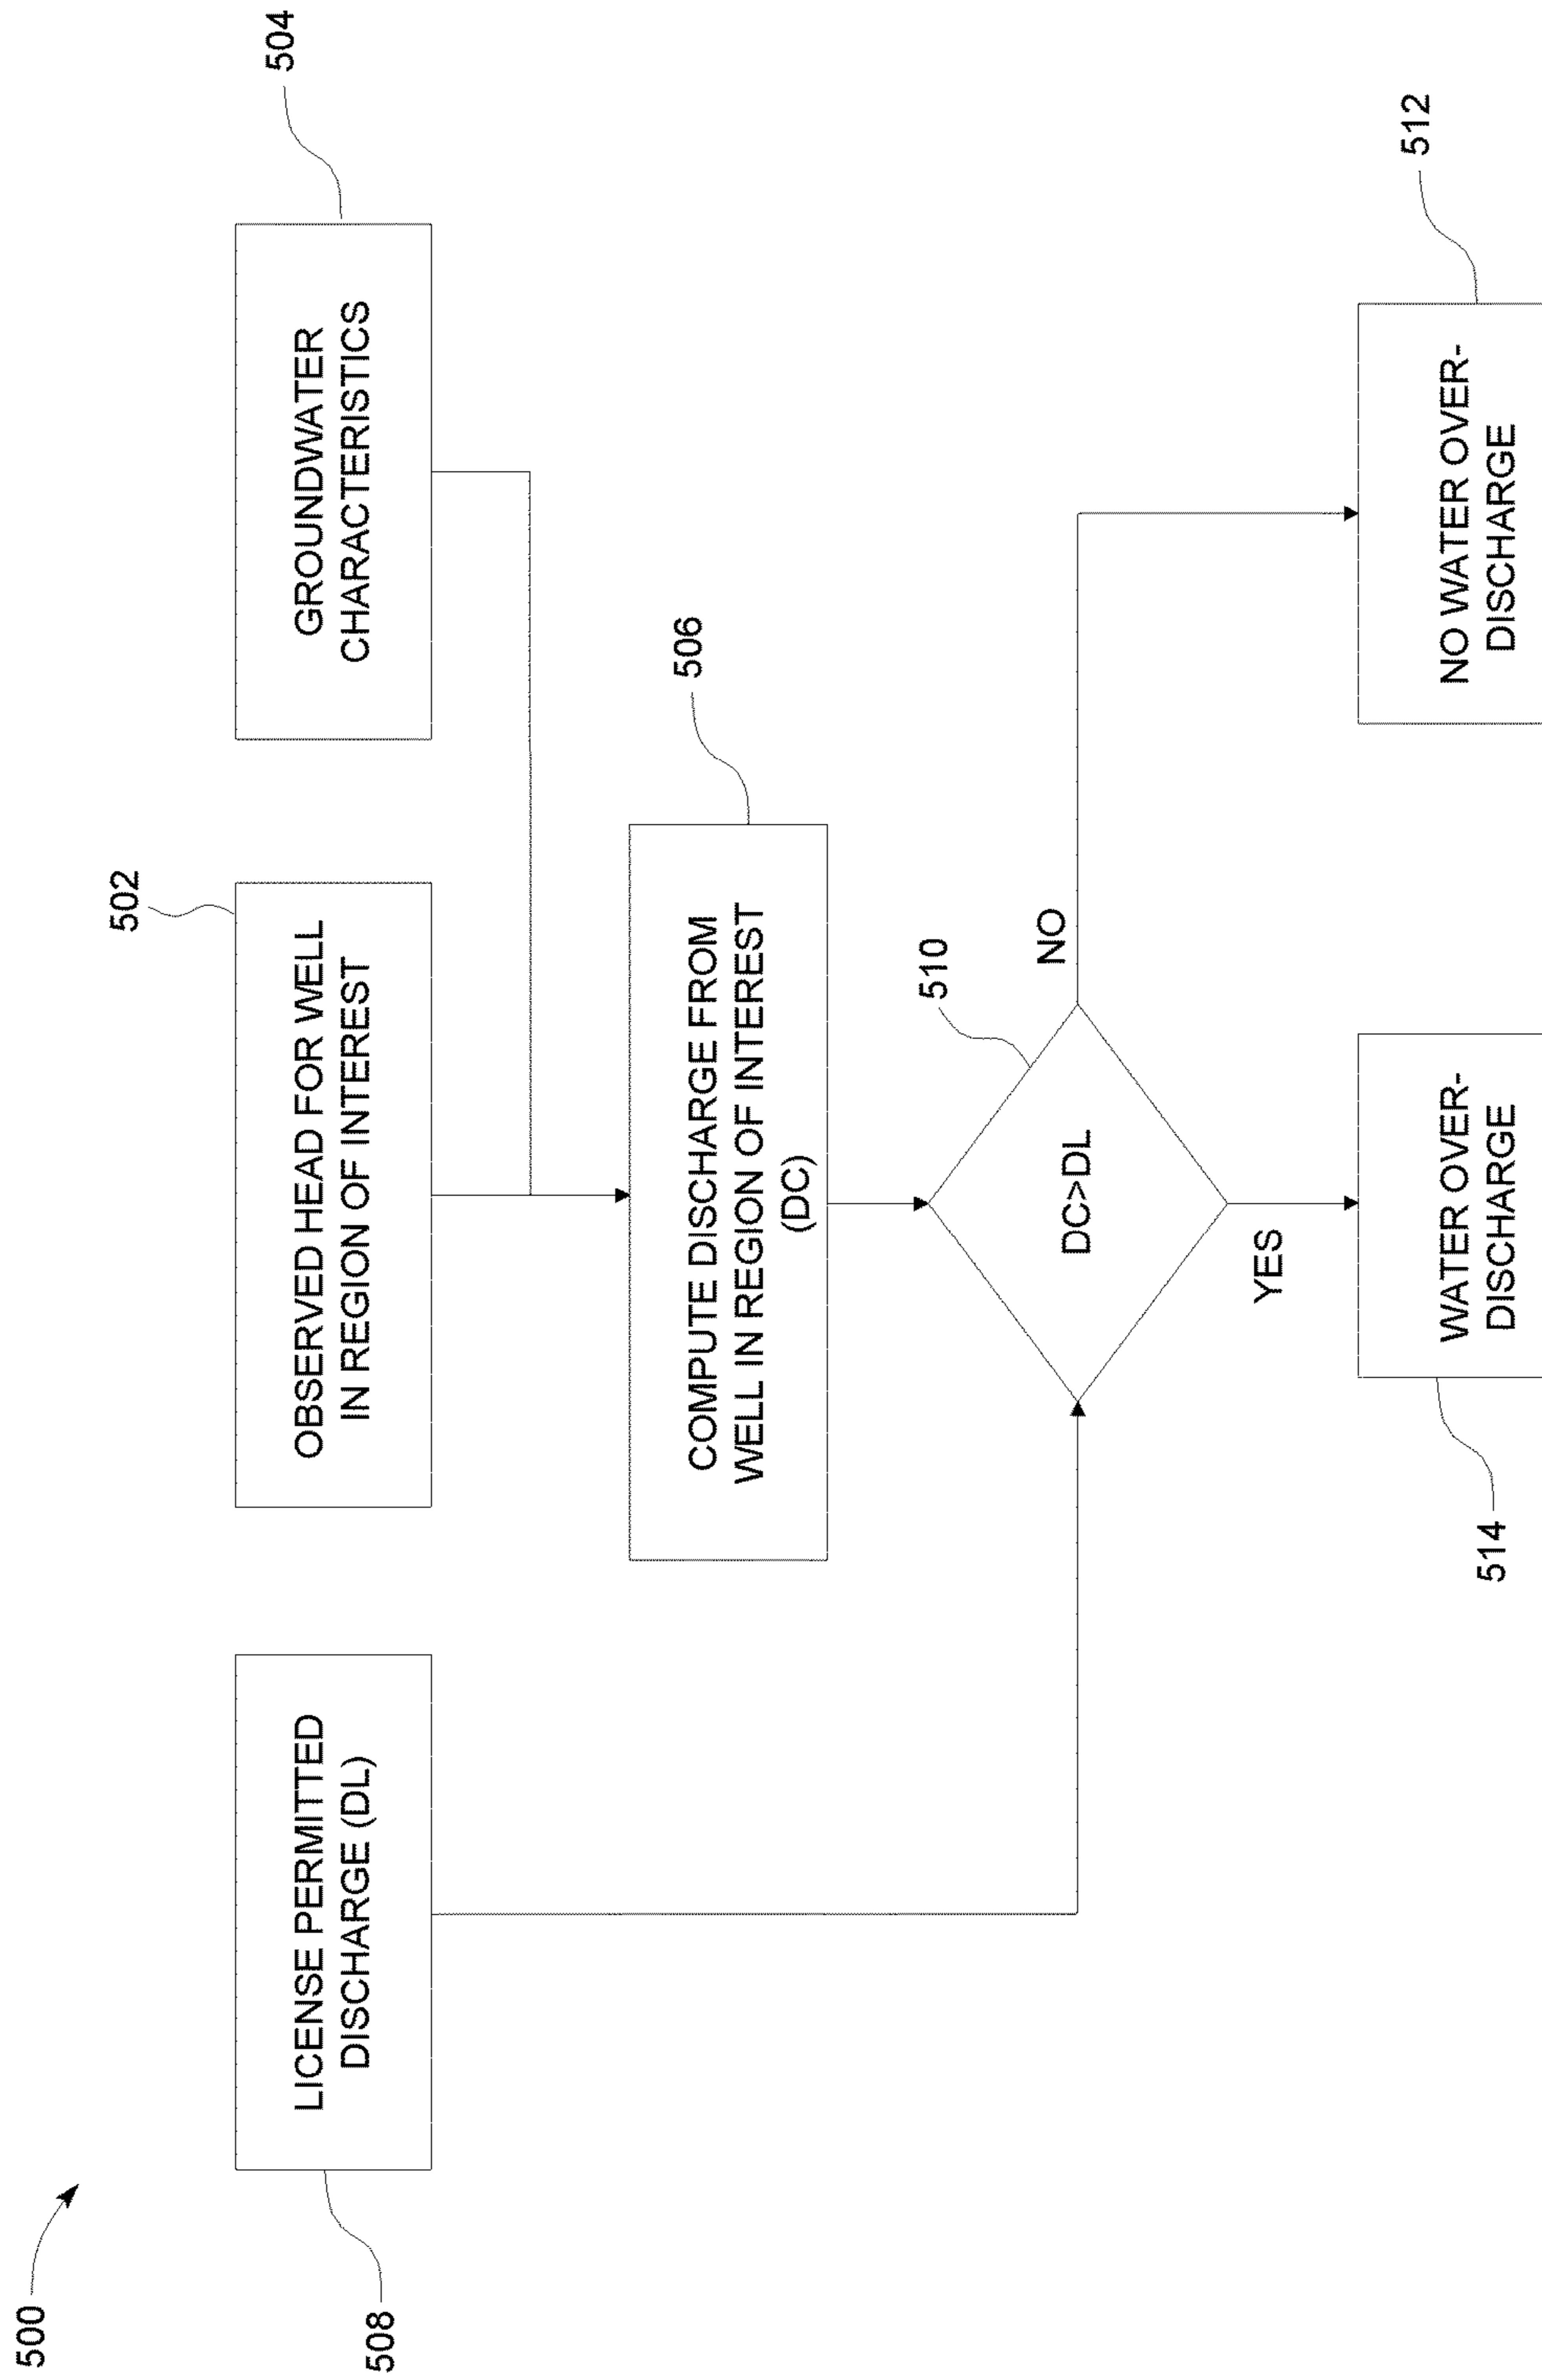 500
508
LICENSE PERMITTED
DISCHARGE (DL)
502
OBSERVED HEAD FOR WELL
IN REGION OF INTEREST
504
GROUNDWATER
CHARACTERISTICS
506
COMPUTE DISCHARGE FROM
WELL IN REGION OF INTEREST
(DC)
510
DC>DL
NO
YES
514
WATER OVER-
DISCHARGE
512
NO WATER OVER-
DISCHARGE